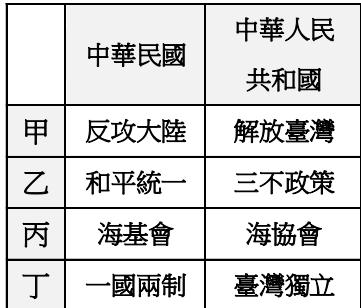 中華民國 中華人民
共和國
甲 反攻大陸 解放臺灣
乙 和平統一 三不政策
丙 海基會 海協會
丁 一國兩制 臺灣獨立